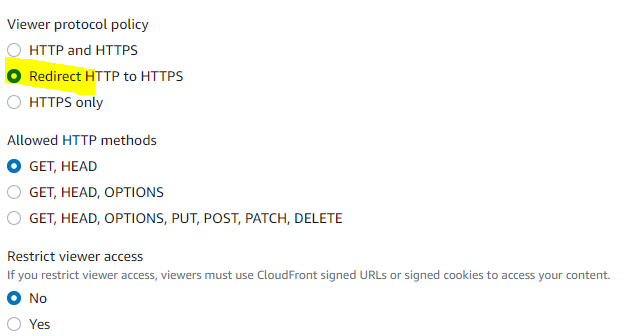 Viewer protocol policy
HTTP and HTTPS
Redirect HTTP to HTTPS
HTTPS only
Allowed HTTP methods
GET, HEAD
GET, HEAD, OPTIONS
GET, HEAD, OPTIONS, PUT, POST, PATCH, DELETE
Restrict viewer access
If you restrict viewer access, viewers must use CloudFront signed URLs or signed cookies to access your content.
No
Yes